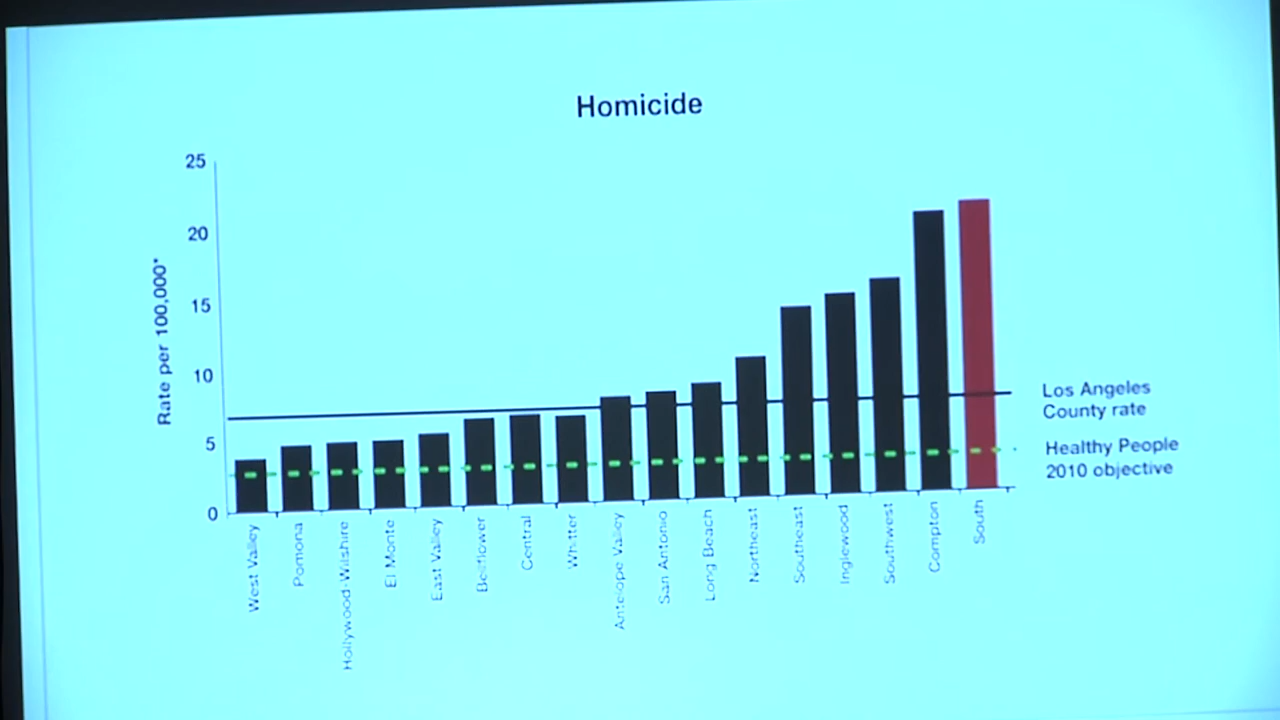 Homicide
25
20
15
10
5
0
Rate per 100,000*
Los Angeles
County rate
Healthy People
2010 objective
West Valley
Pomona
Hollywood-Wilshire
El Monte
East Valley
Bellflower
Central
Whittier
Antelope Valley
San Antonio
Long Beach
Northeast
Southeast
Inglewood
Southwest
Compton
South